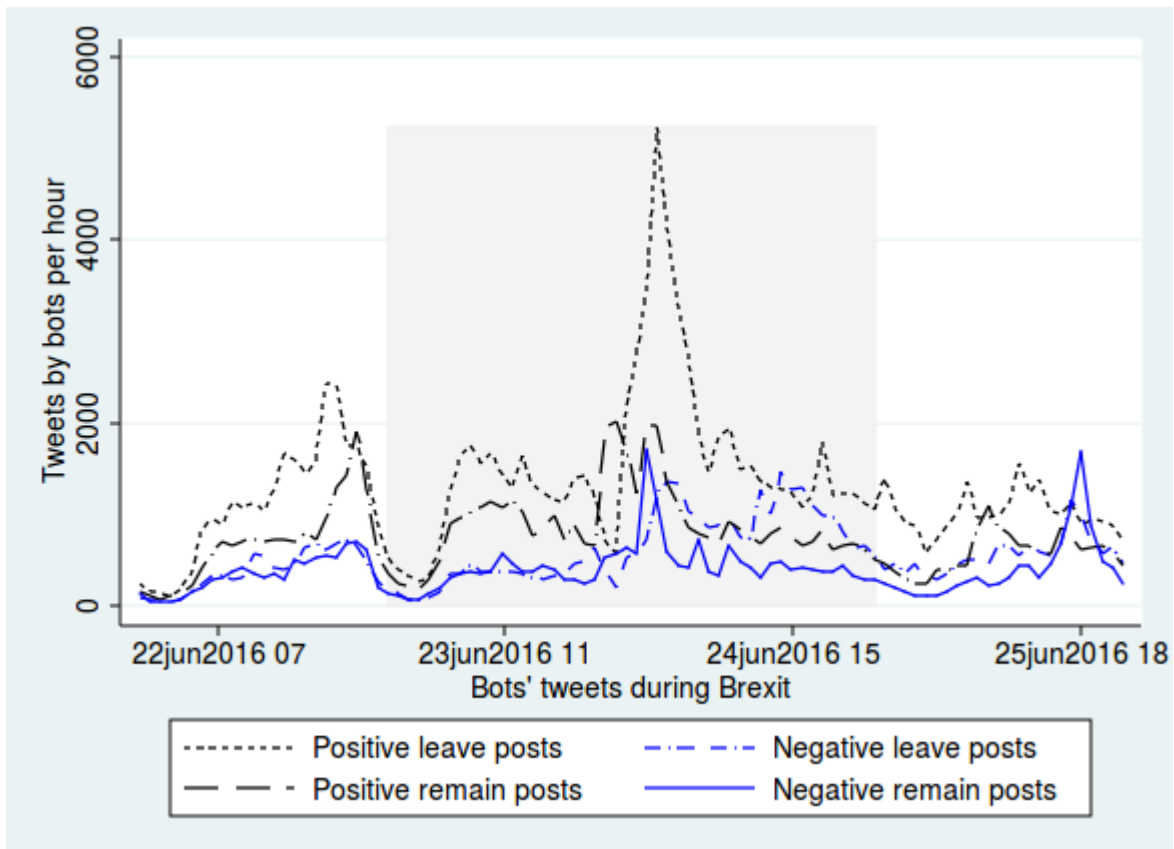 Tweets by bots per hour
6000
4000
2000
0
22jun2016 07 23jun2016 11 24jun2016 15 25jun2016 18
Bots' tweets during Brexit
Positive leave posts Negative leave posts
Positive remain posts Negative remain posts